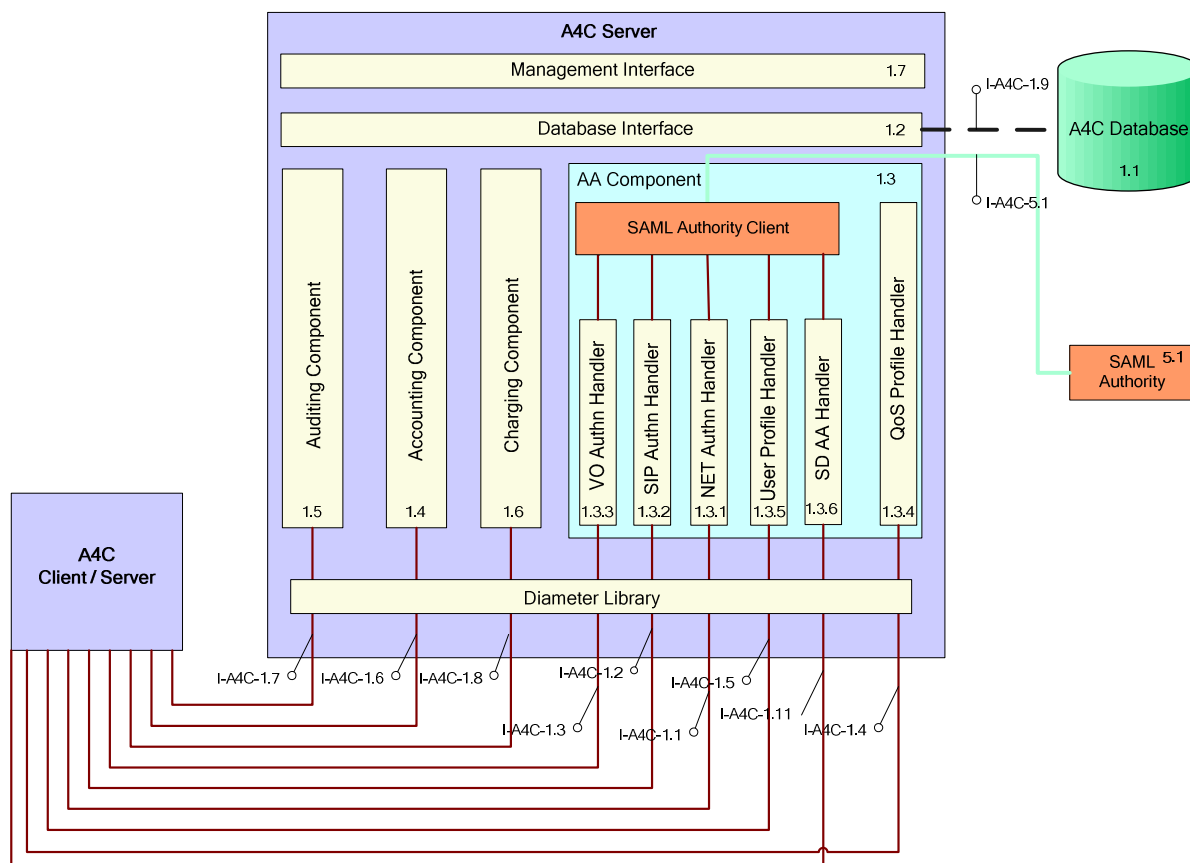 A4C Server
Management Interface
1.7
Database Interface
1.2
I-A4C-1.9
A4C Database
1.1
I-A4C-5.1
AA Component
1.3
SAML Authority Client
Auditing Component
1.5
Accounting Component
1.4
Charging Component
1.6
VO Authn Handler
1.3.3
SIP Authn Handler
1.3.2
NET Authn Handler
1.3.1
User Profile Handler
1.3.5
SD AA Handler
1.3.6
QoS Profile Handler
1.3.4
SAML
5.1
Authority
A4C
Client / Server
Diameter Library
I-A4C-1.7
I-A4C-1.6
I-A4C-1.8
I-A4C-1.2
I-A4C-1.5
I-A4C-1.3
I-A4C-1.1
I-A4C-1.11
I-A4C-1.4